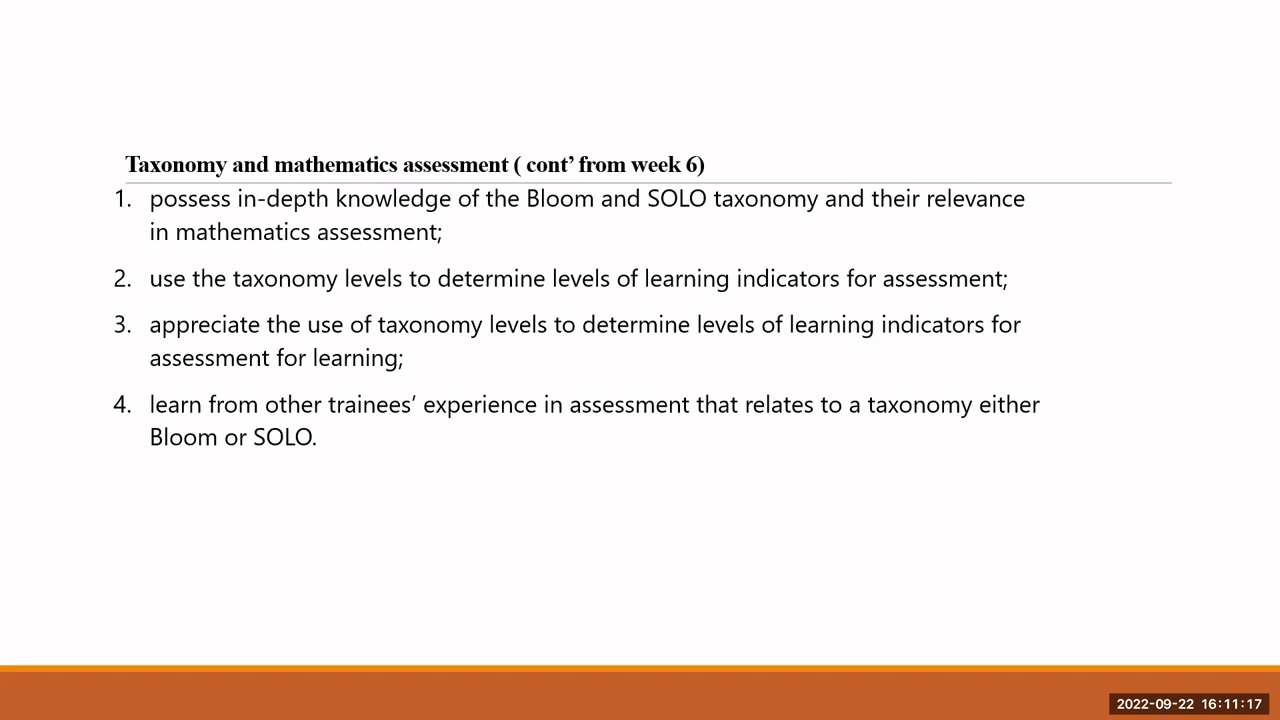 Taxonomy and mathematics assessment ( cont’ from week 6)
1. possess in-depth knowledge of the Bloom and SOLO taxonomy and their relevance
in mathematics assessment;
2. use the taxonomy levels to determine levels of learning indicators for assessment;
3. appreciate the use of taxonomy levels to determine levels of learning indicators for
assessment for learning;
4. learn from other trainees’ experience in assessment that relates to a taxonomy either
Bloom or SOLO.
2022-09-22 16:11:17